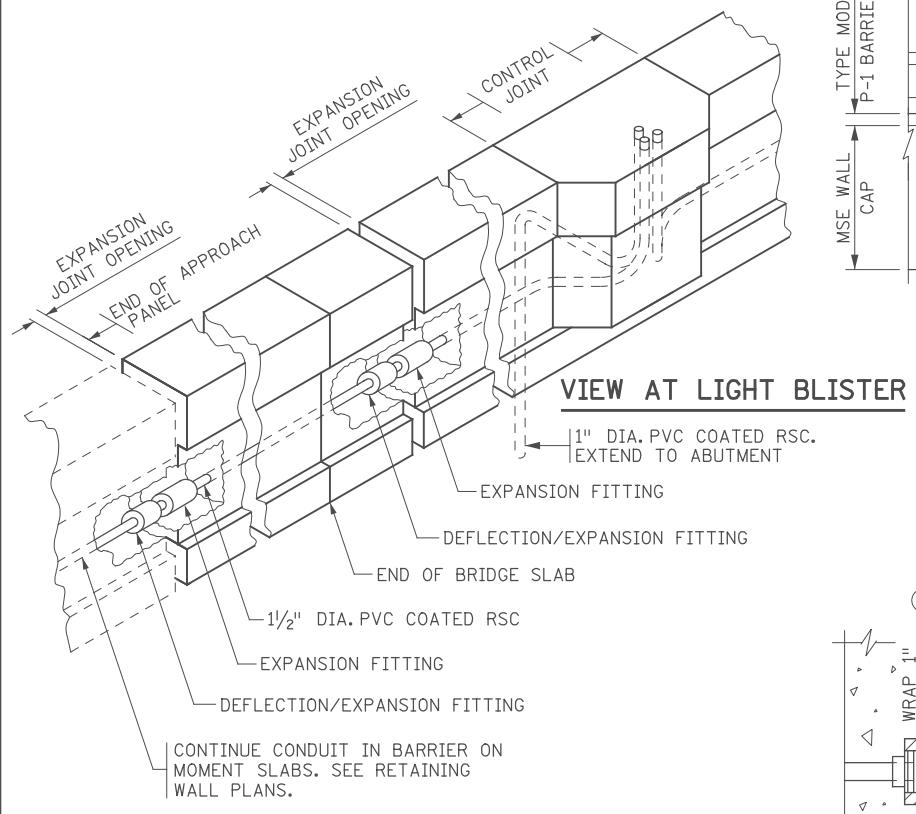 TYPE MOD
P-1 BARRIE
CONTROL
JOINT
EXPANSION
JOINT OPENING
MSE WALL
CAP
EXPANSION
JOINT OPENING
END OF APPROACH
PANEL
VIEW AT LIGHT BLISTER
1" DIA. PVC COATED RSC.
EXTEND TO ABUTMENT
EXPANSION FITTING
DEFLECTION/EXPANSION FITTING
END OF BRIDGE SLAB
1½" DIA. PVC COATED RSC
EXPANSION FITTING
DEFLECTION/EXPANSION FITTING
CONTINUE CONDUIT IN BARRIER ON
MOMENT SLABS. SEE RETAINING
WALL PLANS.
WRAP 1"